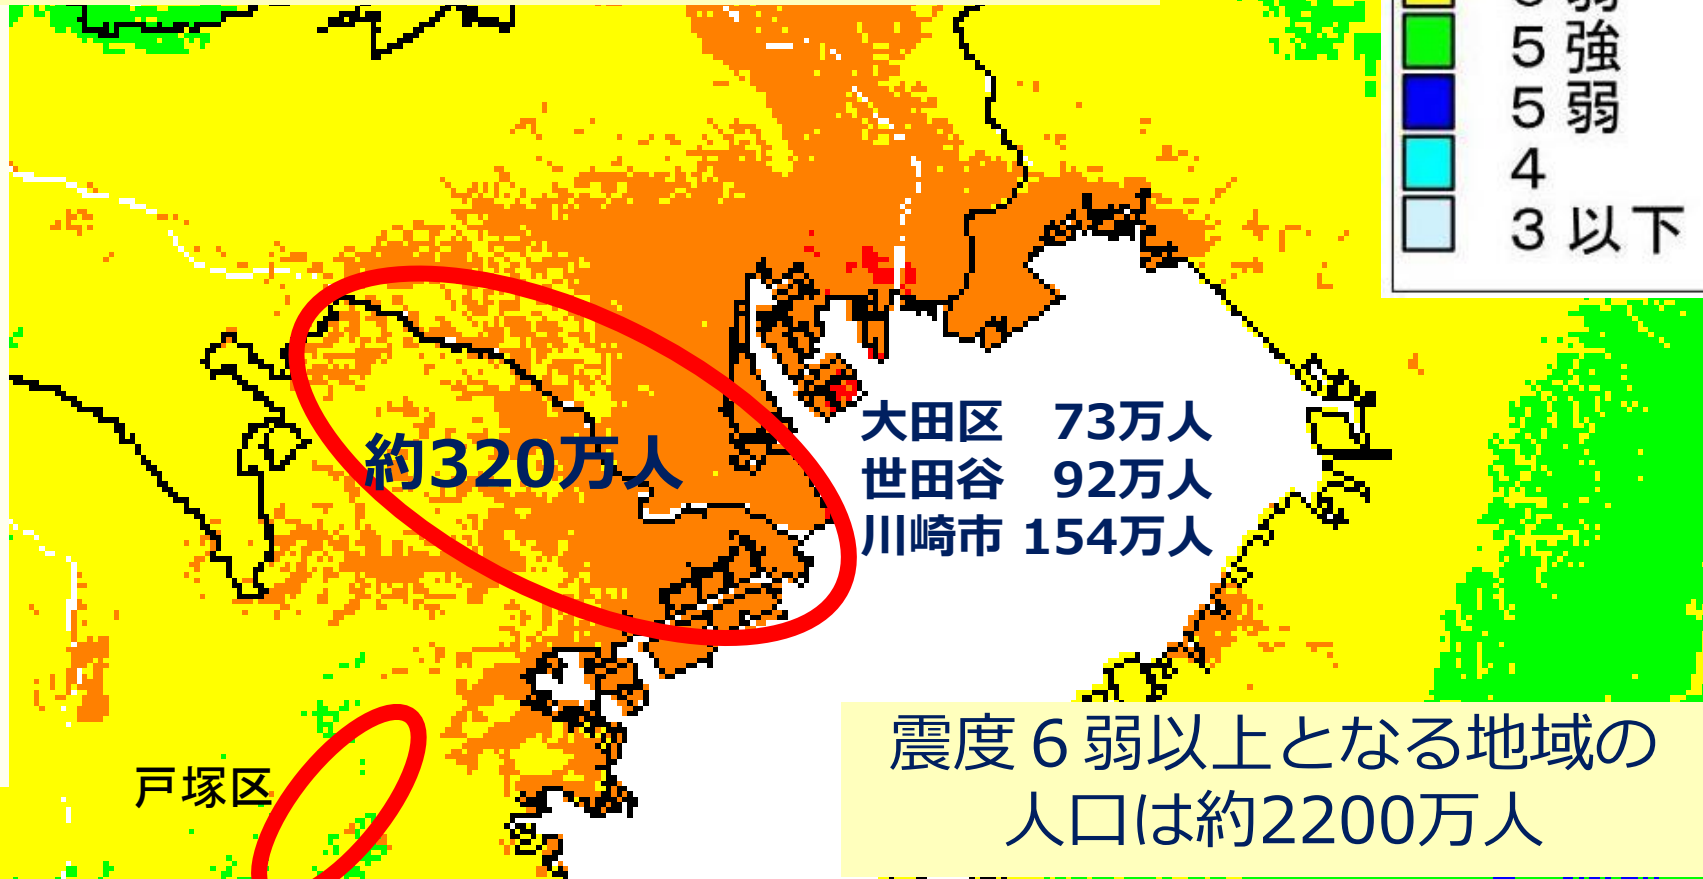 5強
5弱
4
3以下
約320万人
大田区　73万人
世田谷　92万人
川崎市 154万人
戸塚区
震度６弱以上となる地域の
人口は約2200万人